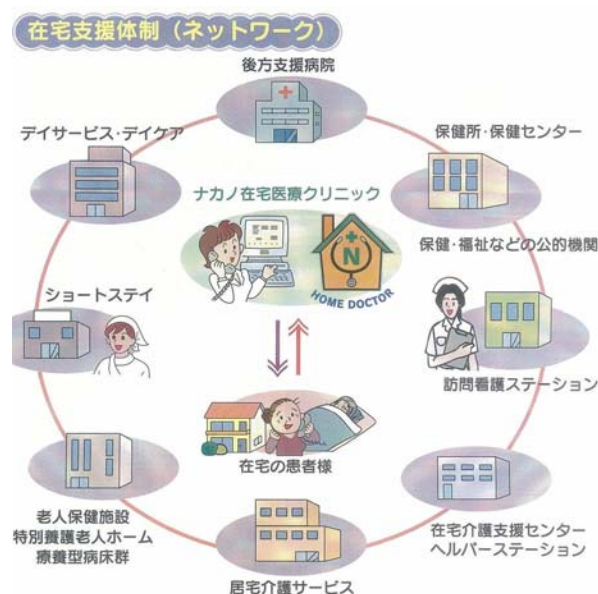 在宅支援体制（ネットワーク）
後方支援病院
デイサービス・デイケア
保健所・保健センター
ナカノ在宅医療クリニック
N
HOME DOCTOR
保健・福祉などの公的機関
ショートステイ
訪問看護ステーション
在宅の患者様
老人保健施設
特別養護老人ホーム
療養型病床群
在宅介護支援センター
ヘルパーステーション
居宅介護サービス